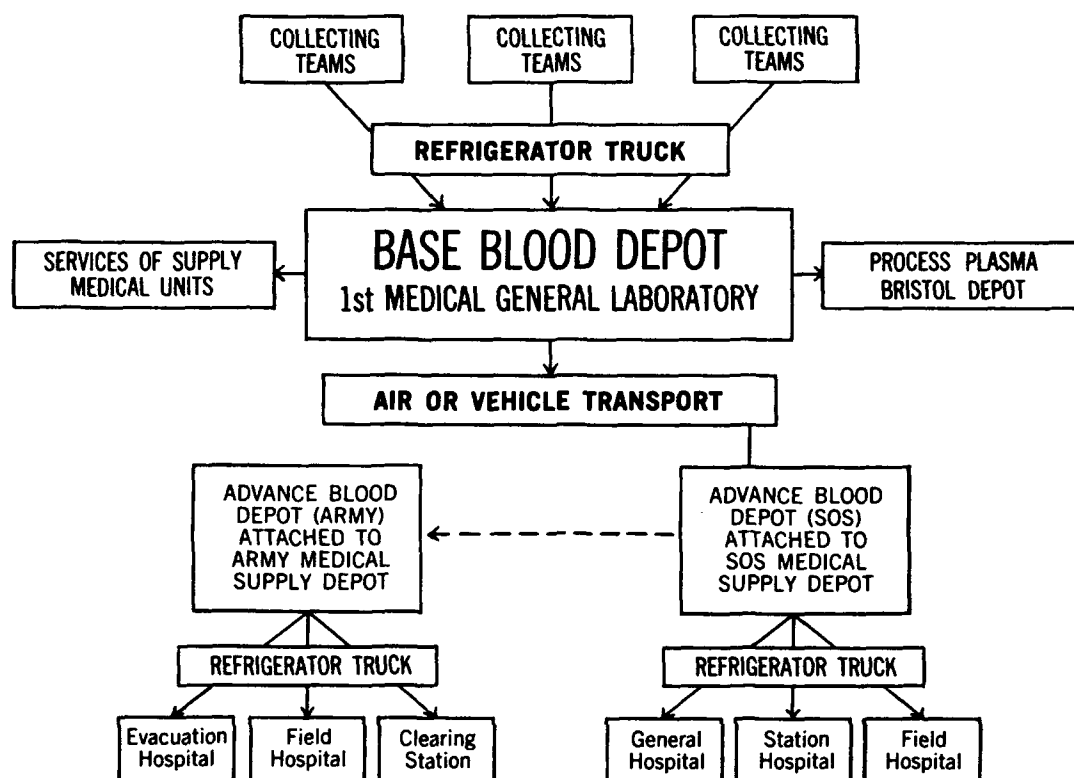 COLLECTING
TEAMS
COLLECTING
TEAMS
COLLECTING
TEAMS
REFRIGERATOR TRUCK
BASE BLOOD DEPOT
1st MEDICAL GENERAL LABORATORY
SERVICES OF SUPPLY
MEDICAL UNITS
PROCESS PLASMA
BRISTOL DEPOT
AIR OR VEHICLE TRANSPORT
ADVANCE BLOOD
DEPOT (ARMY)
ATTACHED TO
ARMY MEDICAL
SUPPLY DEPOT
ADVANCE BLOOD
DEPOT (SOS)
ATTACHED TO
SOS MEDICAL
SUPPLY DEPOT
REFRIGERATOR TRUCK
REFRIGERATOR TRUCK
Evacuation
Hospital
Field
Hospital
Clearing
Station
General
Hospital
Station
Hospital
Field
Hospital